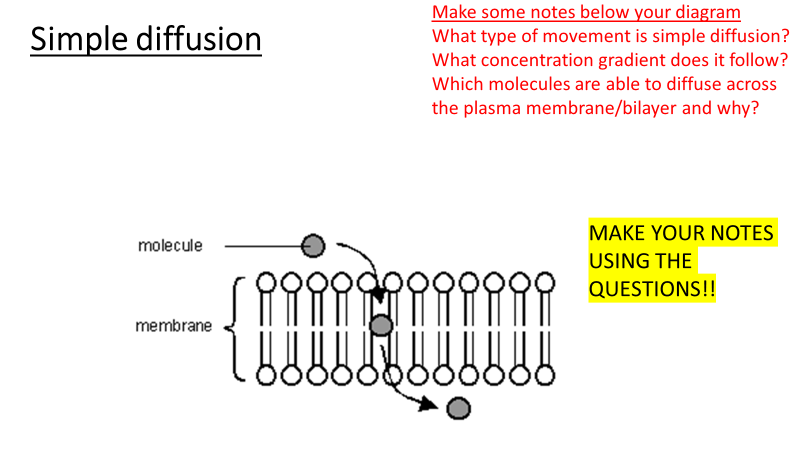 Simple diffusion
Make some notes below your diagram
What type of movement is simple diffusion?
What concentration gradient does it follow?
Which molecules are able to diffuse across
the plasma membrane/bilayer and why?
MAKE YOUR NOTES
USING THE
QUESTIONS!!
molecule
membrane